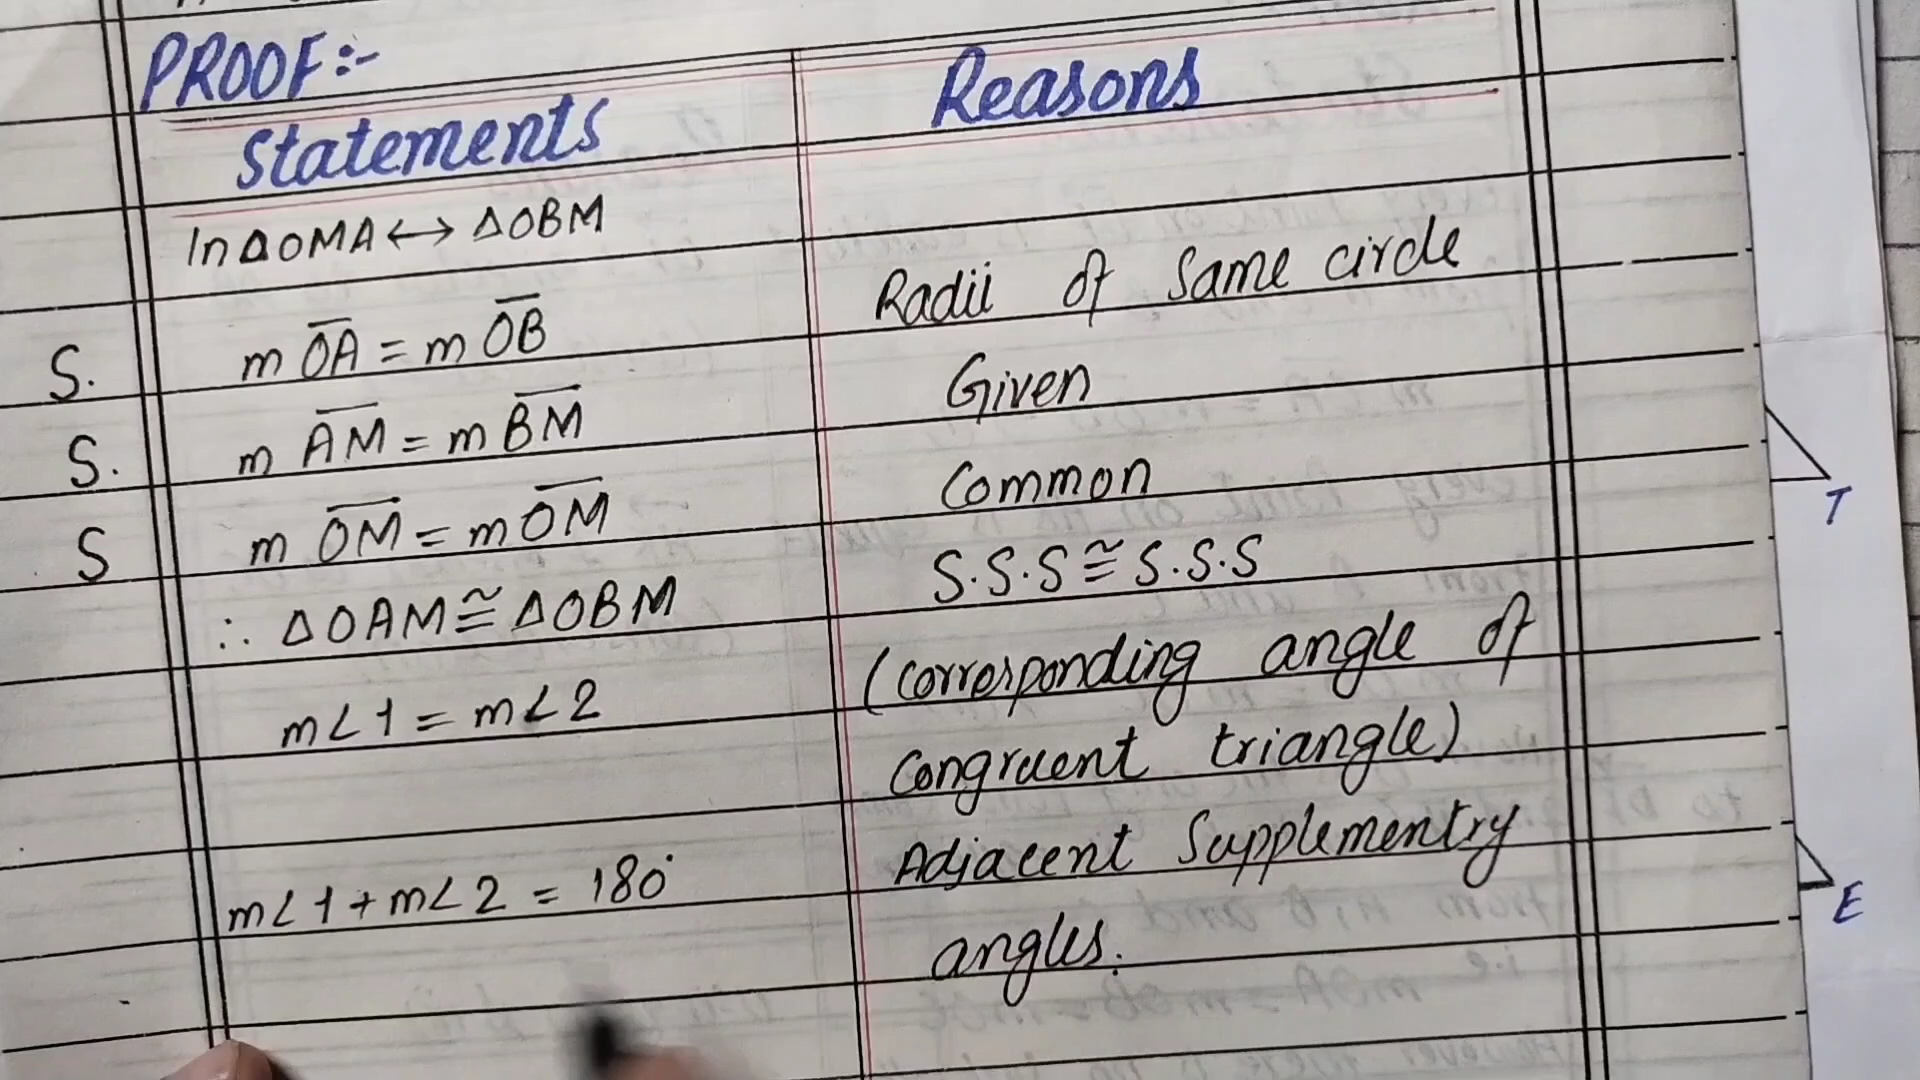 PROOF:-
Statements Reasons
In ΔOMA ↔ ΔOBM
S. m OA̅ = m OB̅ Radii of Same circle
S. m AM̅ = m BM̅ Given
S m OM̅ = m OM̅ Common
∴ ΔOAM ≅ ΔOBM S.S.S ≅ S.S.S
m∠1 = m∠2 (corresponding angle of
congruent triangle)
m∠1 + m∠2 = 180° Adjacent Supplementry
angles.
T
E